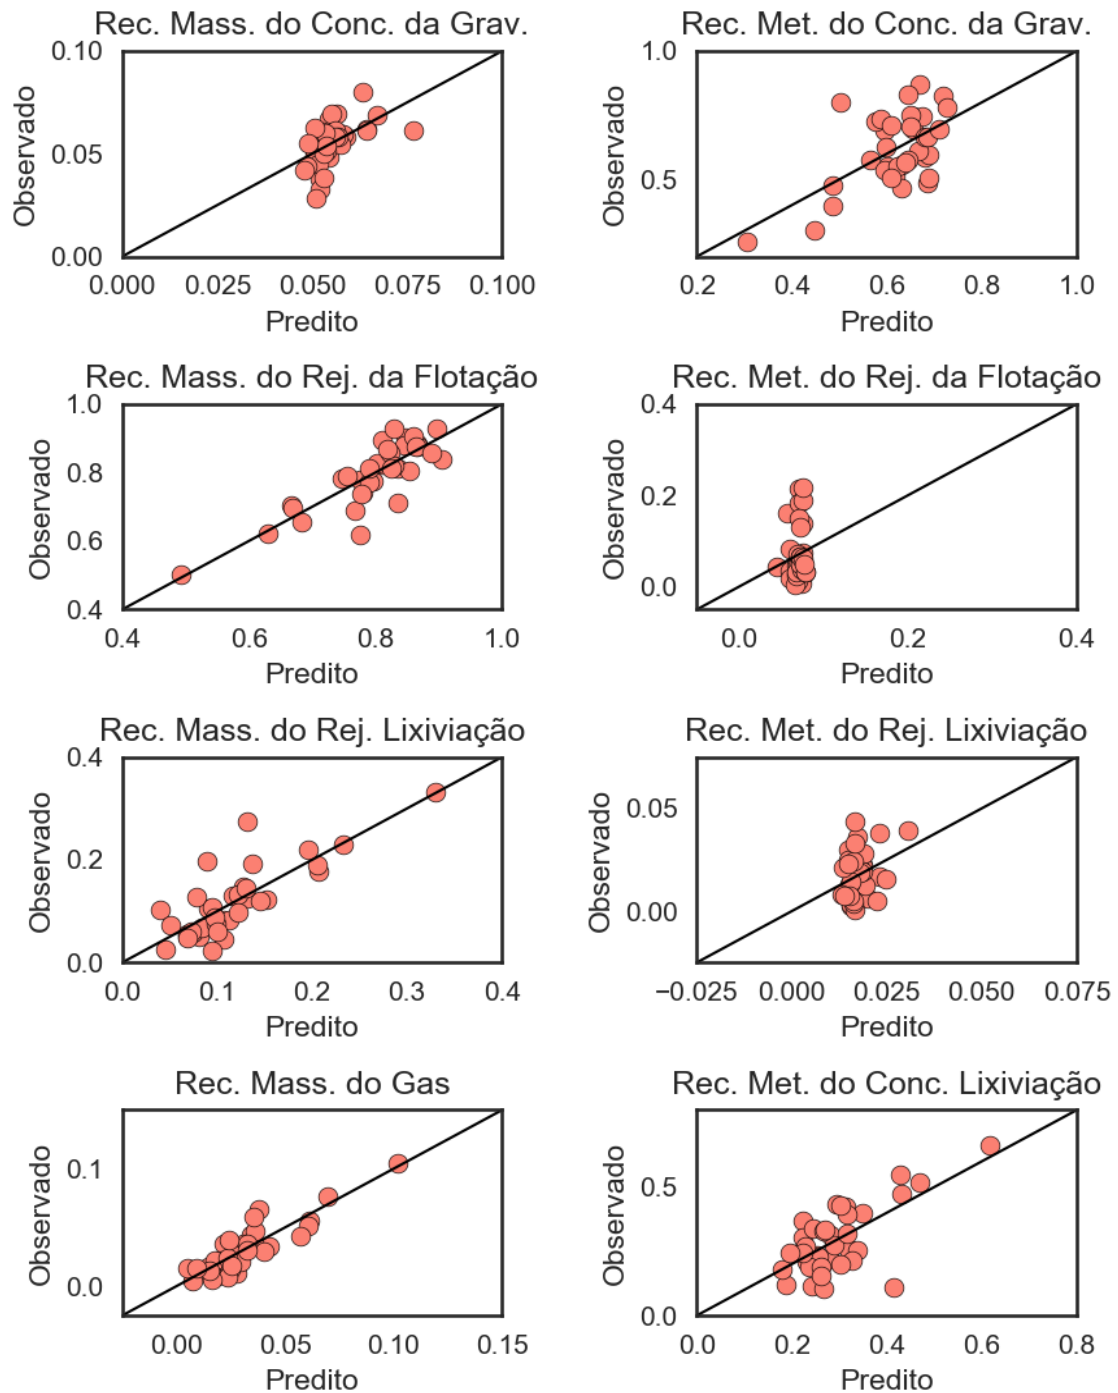 Rec. Mass. do Conc. da Grav.
0.10
0.05
0.00
Observado
0.000 0.025 0.050 0.075 0.100
Predito
Rec. Met. do Conc. da Grav.
1.0
0.5
Observado
0.2 0.4 0.6 0.8 1.0
Predito
Rec. Mass. do Rej. da Flotação
1.0
0.8
0.6
0.4
Observado
0.4 0.6 0.8 1.0
Predito
Rec. Met. do Rej. da Flotação
0.4
0.2
0.0
Observado
0.0 0.2 0.4
Predito
Rec. Mass. do Rej. Lixiviação
0.4
0.2
0.0
Observado
0.0 0.1 0.2 0.3 0.4
Predito
Rec. Met. do Rej. Lixiviação
0.05
0.00
Observado
−0.025 0.000 0.025 0.050 0.075
Predito
Rec. Mass. do Gas
0.1
0.0
Observado
0.00 0.05 0.10 0.15
Predito
Rec. Met. do Conc. Lixiviação
0.5
0.0
Observado
0.0 0.2 0.4 0.6 0.8
Predito